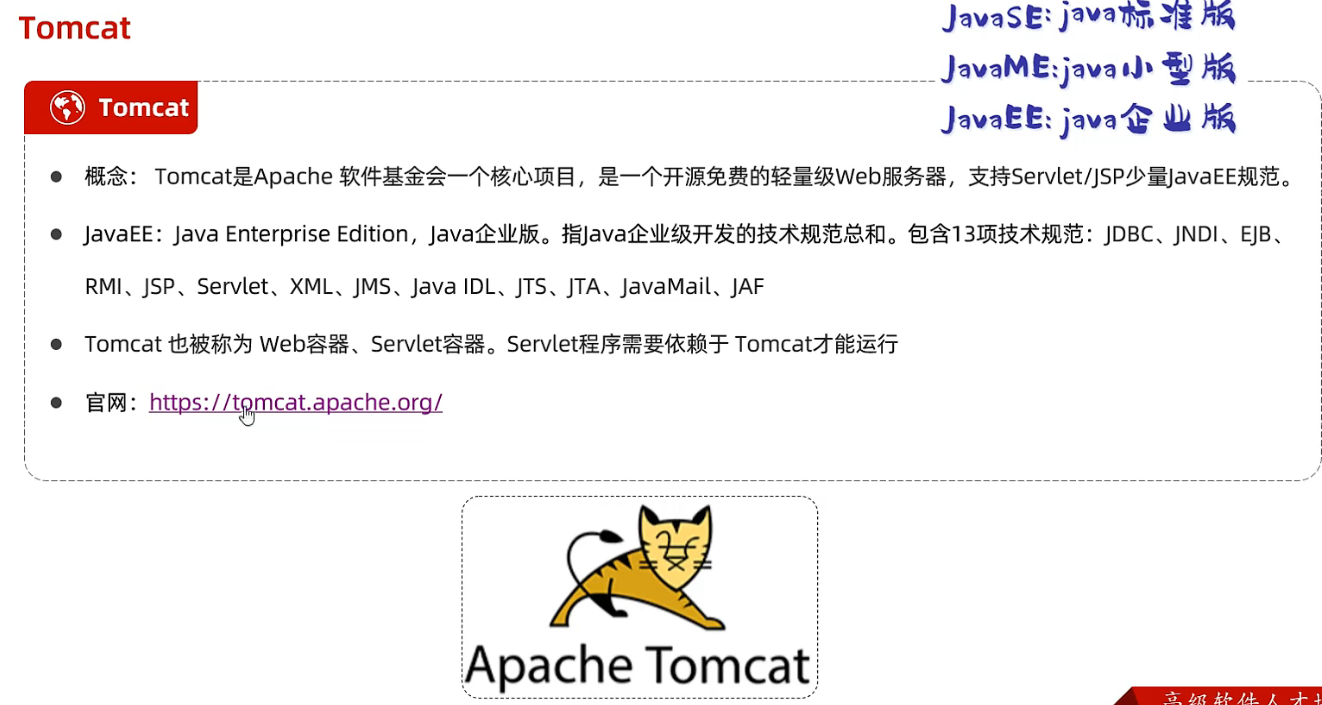 Tomcat
JavaSE: java标准版
JavaME:java小型版
JavaEE: java企业版
Tomcat
概念： Tomcat是Apache 软件基金会一个核心项目，是一个开源免费的轻量级Web服务器，支持Servlet/JSP少量JavaEE规范。
JavaEE：Java Enterprise Edition，Java企业版。指Java企业级开发的技术规范总和。包含13项技术规范：JDBC、JNDI、EJB、
RMI、JSP、Servlet、XML、JMS、Java IDL、JTS、JTA、JavaMail、JAF
Tomcat 也被称为 Web容器、Servlet容器。Servlet程序需要依赖于 Tomcat才能运行
官网：https://tomcat.apache.org/
Apache Tomcat
高级软件人才